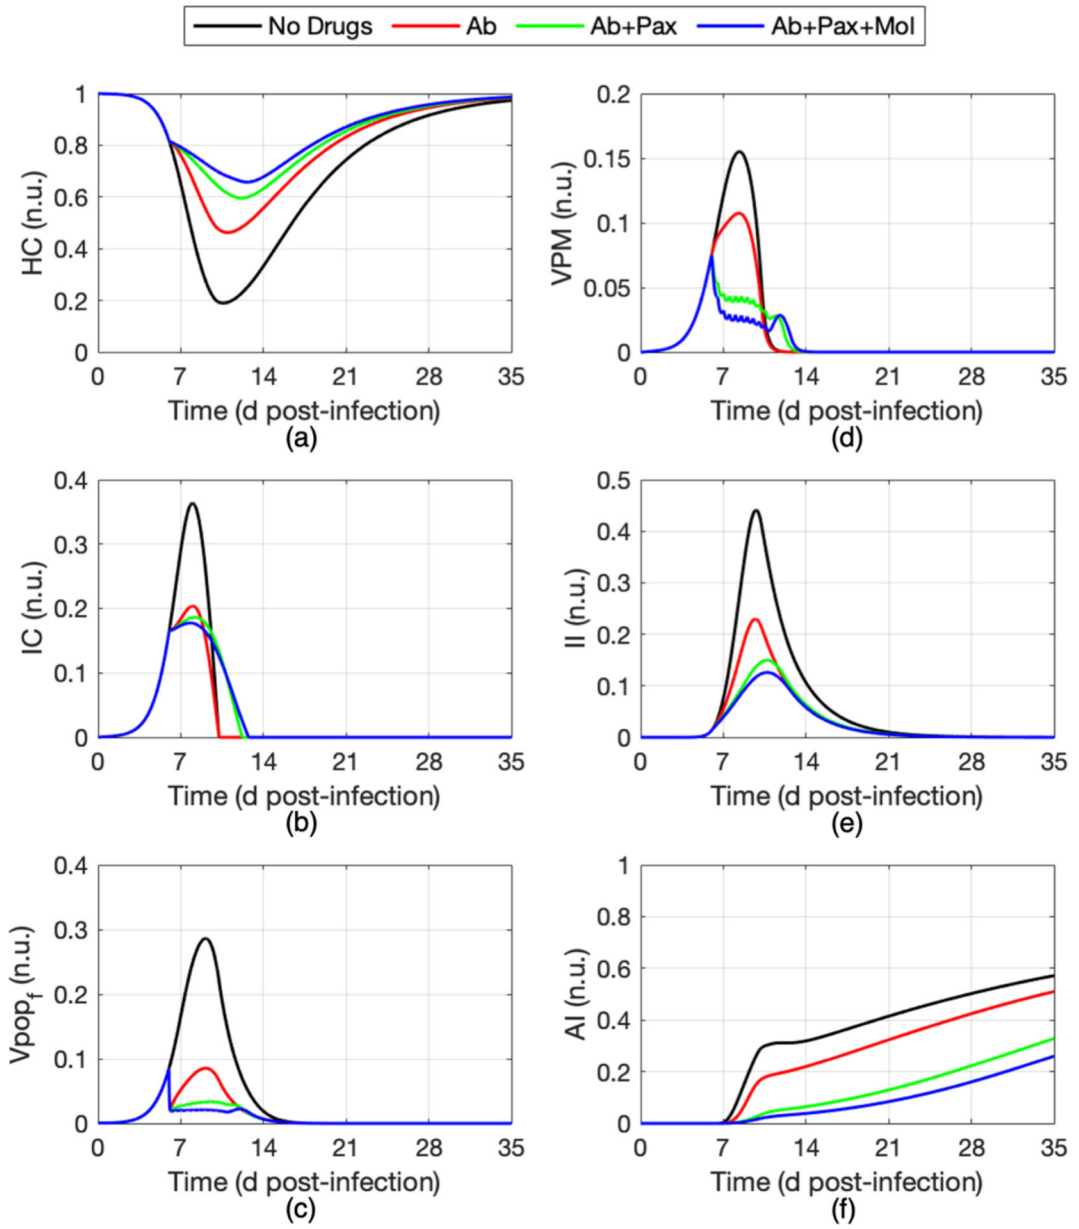 No Drugs Ab Ab+Pax Ab+Pax+Mol
HC (n.u.)
1
0.8
0.6
0.4
0.2
0
0 7 14 21 28 35
Time (d post-infection)
(a)
VPM (n.u.)
0.2
0.15
0.1
0.05
0
0 7 14 21 28 35
Time (d post-infection)
(d)
IC (n.u.)
0.4
0.3
0.2
0.1
0
0 7 14 21 28 35
Time (d post-infection)
(b)
II (n.u.)
0.5
0.4
0.3
0.2
0.1
0
0 7 14 21 28 35
Time (d post-infection)
(e)
Vpop_f (n.u.)
0.4
0.3
0.2
0.1
0
0 7 14 21 28 35
Time (d post-infection)
(c)
AI (n.u.)
1
0.8
0.6
0.4
0.2
0
0 7 14 21 28 35
Time (d post-infection)
(f)